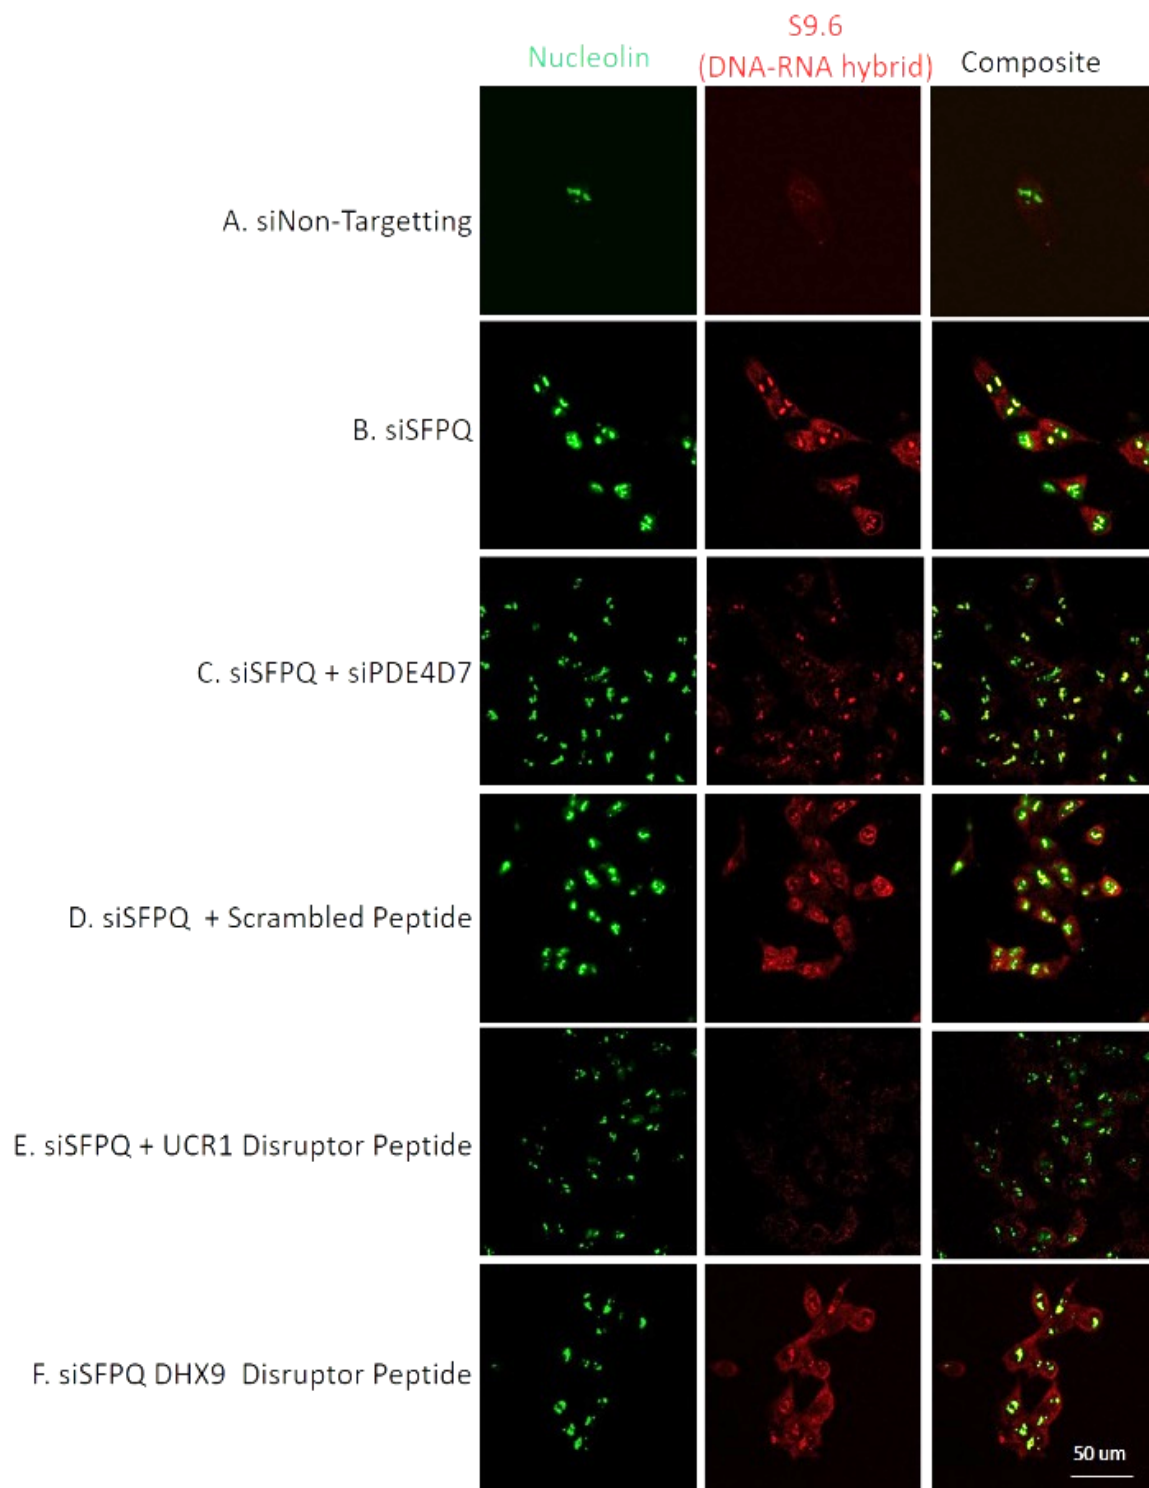 S9.6
Nucleolin (DNA-RNA hybrid) Composite
A. siNon-Targetting
B. siSFPQ
C. siSFPQ + siPDE4D7
D. siSFPQ + Scrambled Peptide
E. siSFPQ + UCR1 Disruptor Peptide
F. siSFPQ DHX9 Disruptor Peptide
50 um